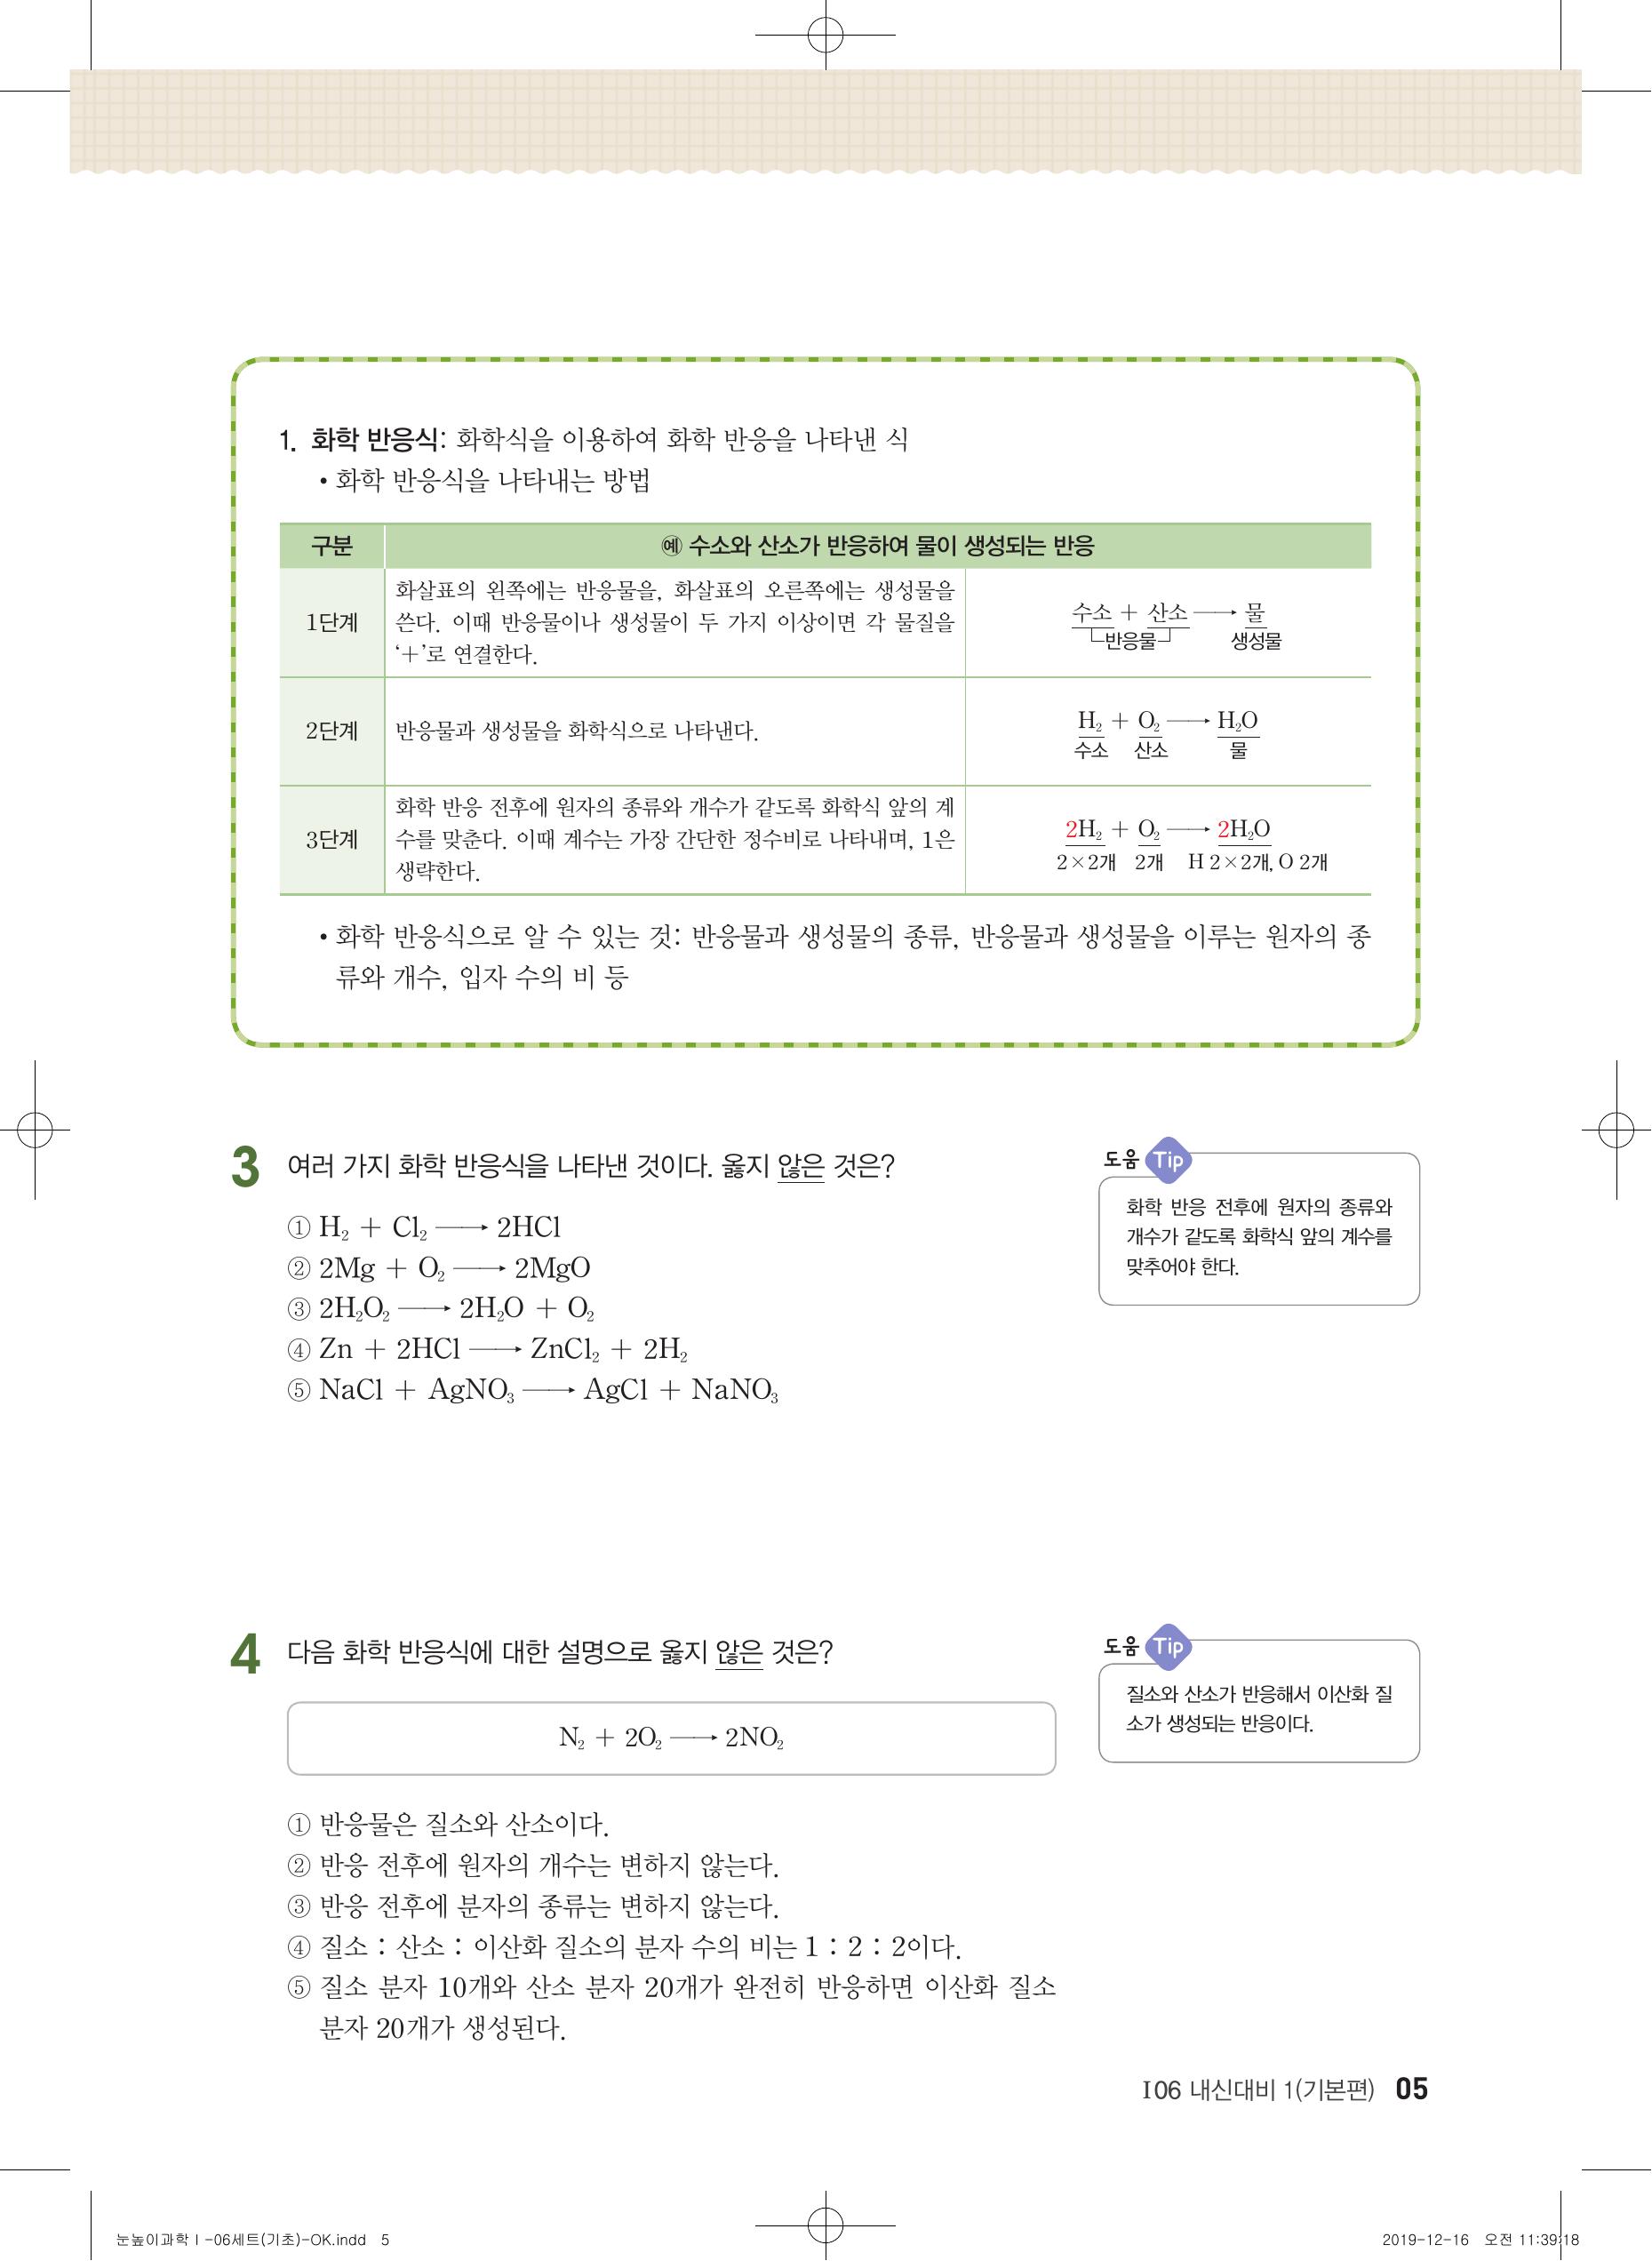 1. 화학 반응식: 화학식을 이용하여 화학 반응을 나타낸 식
• 화학 반응식을 나타내는 방법
구분 예 수소와 산소가 반응하여 물이 생성되는 반응
1단계
화살표의 왼쪽에는 반응물을, 화살표의 오른쪽에는 생성물을
쓴다. 이때 반응물이나 생성물이 두 가지 이상이면 각 물질을
‘+’로 연결한다.
수소 + 산소 → 물
반응물 생성물
2단계
반응물과 생성물을 화학식으로 나타낸다.
H₂ + O₂ → H₂O
수소 산소 물
3단계
화학 반응 전후에 원자의 종류와 개수가 같도록 화학식 앞의 계
수를 맞춘다. 이때 계수는 가장 간단한 정수비로 나타내며, 1은
생략한다.
2H₂ + O₂ → 2H₂O
2×2개 2개 H 2×2개, O 2개
• 화학 반응식으로 알 수 있는 것: 반응물과 생성물의 종류, 반응물과 생성물을 이루는 원자의 종
류와 개수, 입자 수의 비 등
3 여러 가지 화학 반응식을 나타낸 것이다. 옳지 않은 것은?
① H₂ + Cl₂ → 2HCl
② 2Mg + O₂ → 2MgO
③ 2H₂O₂ → 2H₂O + O₂
④ Zn + 2HCl → ZnCl₂ + 2H₂
⑤ NaCl + AgNO₃ → AgCl + NaNO₃
도움 Tip
화학 반응 전후에 원자의 종류와
개수가 같도록 화학식 앞의 계수를
맞추어야 한다.
4 다음 화학 반응식에 대한 설명으로 옳지 않은 것은?
N₂ + 2O₂ → 2NO₂
① 반응물은 질소와 산소이다.
② 반응 전후에 원자의 개수는 변하지 않는다.
③ 반응 전후에 분자의 종류는 변하지 않는다.
④ 질소 : 산소 : 이산화 질소의 분자 수의 비는 1 : 2 : 2이다.
⑤ 질소 분자 10개와 산소 분자 20개가 완전히 반응하면 이산화 질소
분자 20개가 생성된다.
도움 Tip
질소와 산소가 반응해서 이산화 질
소가 생성되는 반응이다.
I06 내신대비 1(기본편) 05
눈높이과학Ⅰ-06세트(기초)-OK.indd 5
2019-12-16 오전 11:39:18